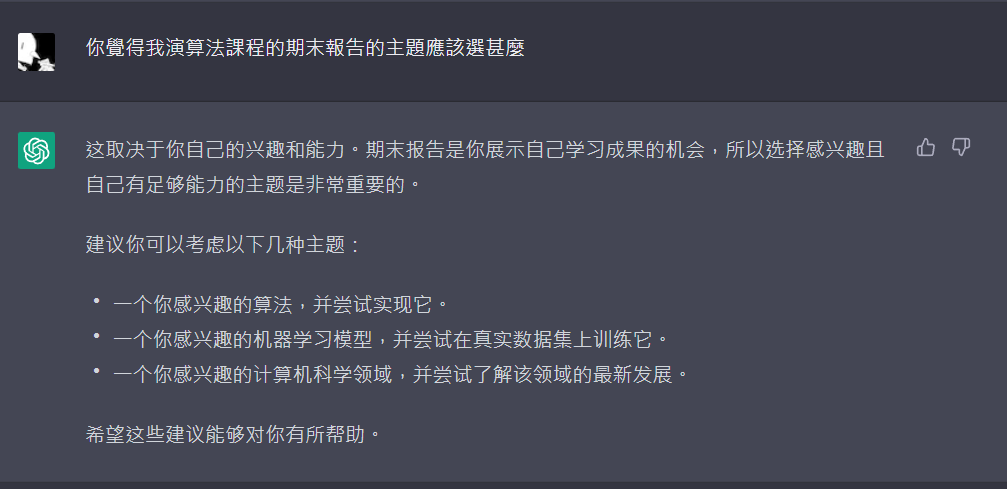 你覺得我演算法課程的期末報告的主題應該選甚麼
这取决于你自己的兴趣和能力。期末报告是你展示自己学习成果的机会，所以选择感兴趣且
自己有足够能力的主题是非常重要的。
建议你可以考虑以下几种主题：
• 一个你感兴趣的算法，并尝试实现它。
• 一个你感兴趣的机器学习模型，并尝试在真实数据集上训练它。
• 一个你感兴趣的计算机科学领域，并尝试了解该领域的最新发展。
希望这些建议能够对你有所帮助。